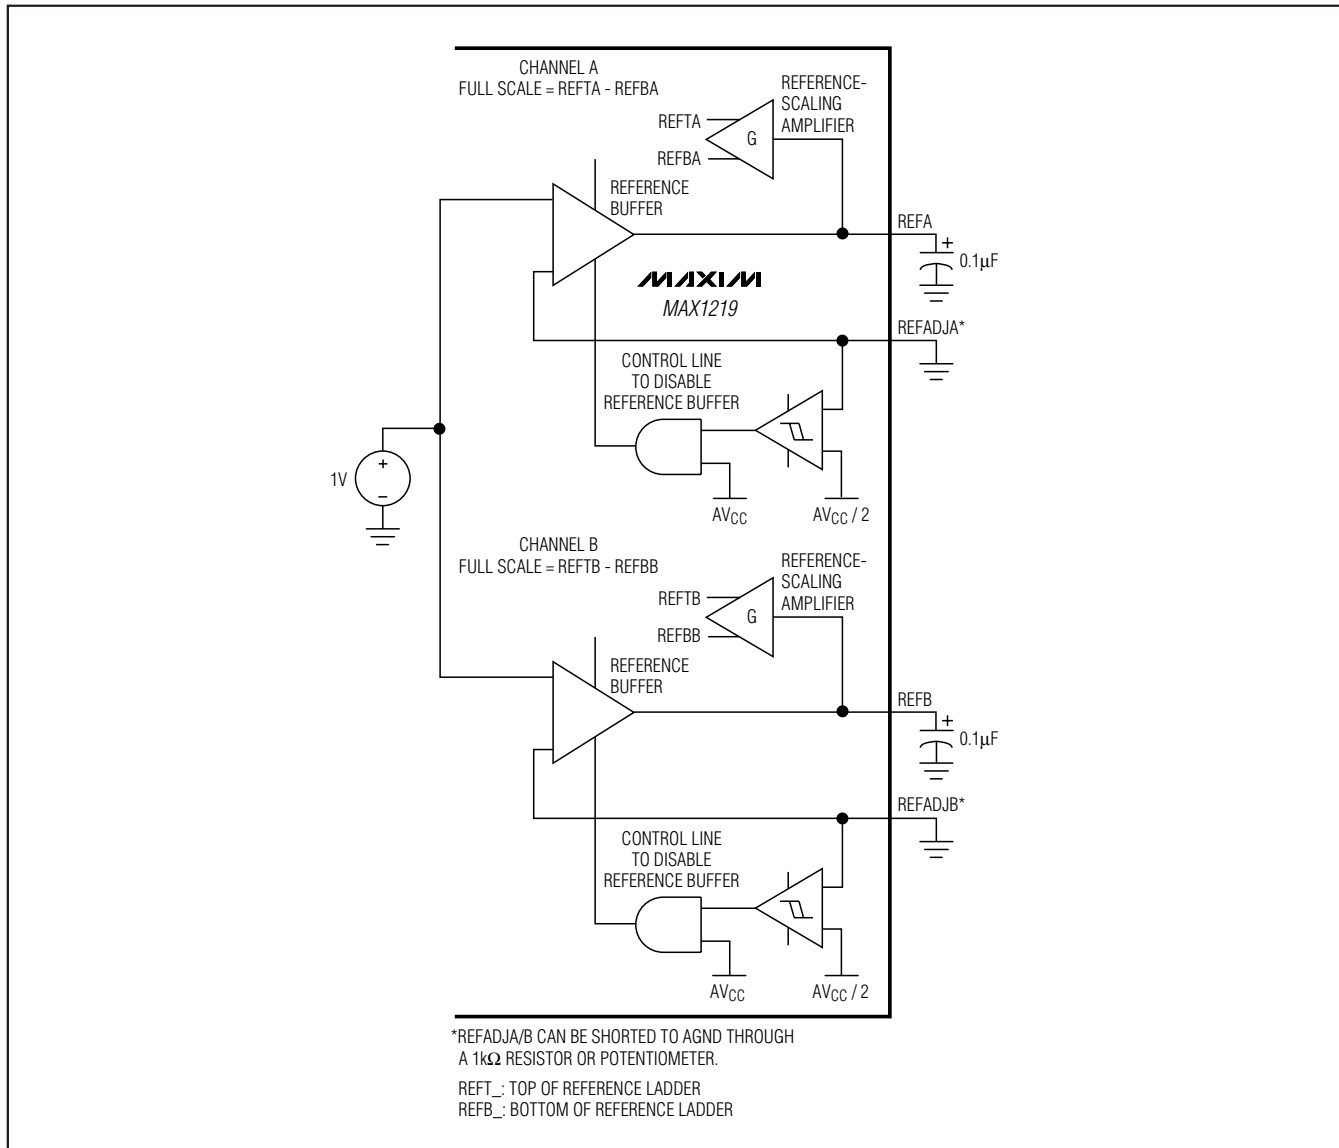 CHANNEL A
FULL SCALE = REFTA - REFBA
REFERENCE-
SCALING
AMPLIFIER
REFTA
G
REFBA
REFERENCE
BUFFER
REFA
+
0.1µF
MAXIM
MAX1219
REFADJA*
CONTROL LINE
TO DISABLE
REFERENCE BUFFER
1V
+
−
AVCC
AVCC / 2
CHANNEL B
FULL SCALE = REFTB - REFBB
REFERENCE-
SCALING
AMPLIFIER
REFTB
G
REFBB
REFERENCE
BUFFER
REFB
+
0.1µF
REFADJB*
CONTROL LINE
TO DISABLE
REFERENCE BUFFER
AVCC
AVCC / 2
*REFADJA/B CAN BE SHORTED TO AGND THROUGH
A 1kΩ RESISTOR OR POTENTIOMETER.
REFT_: TOP OF REFERENCE LADDER
REFB_: BOTTOM OF REFERENCE LADDER